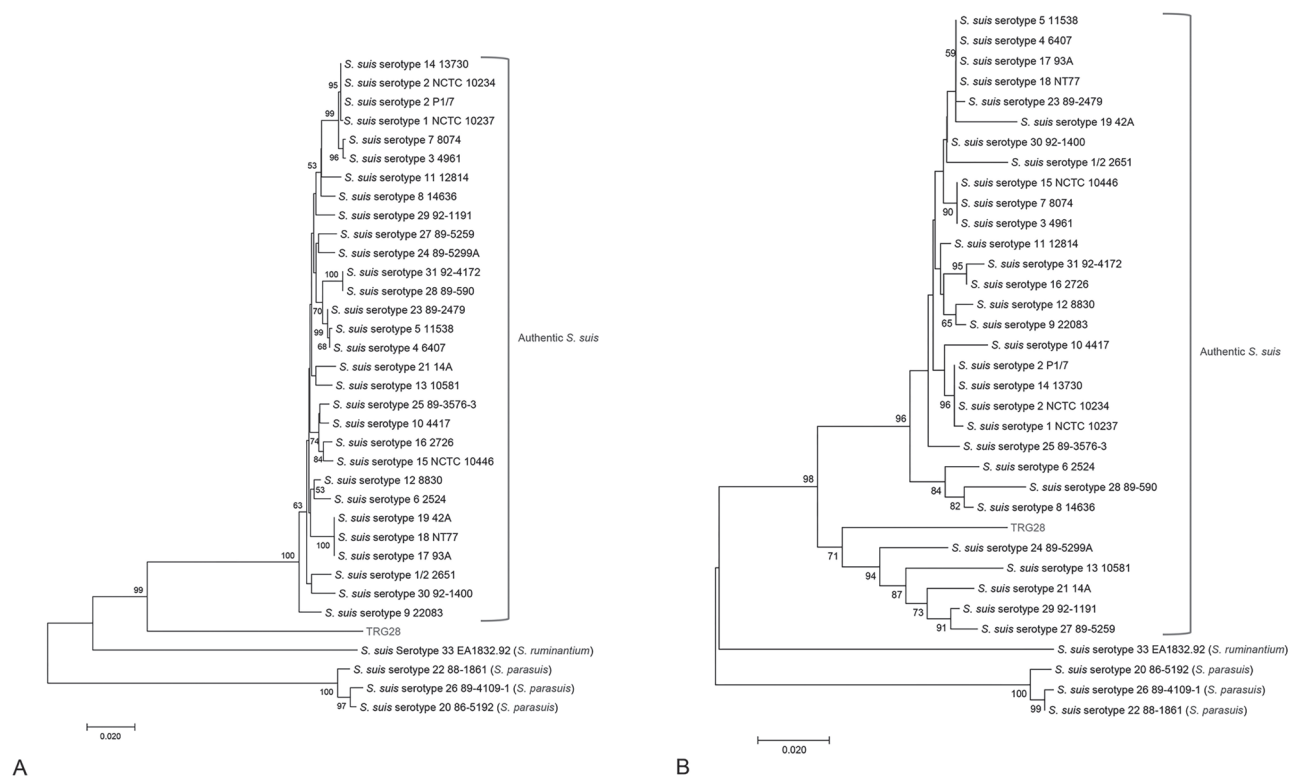 S. suis serotype 14 13730
95
S. suis serotype 2 NCTC 10234
S. suis serotype 2 P1/7
99
S. suis serotype 1 NCTC 10237
S. suis serotype 7 8074
96
S. suis serotype 3 4961
53
S. suis serotype 11 12814
S. suis serotype 8 14636
S. suis serotype 29 92-1191
S. suis serotype 27 89-5259
S. suis serotype 24 89-5299A
100
S. suis serotype 31 92-4172
S. suis serotype 28 89-590
70
S. suis serotype 23 89-2479
99
S. suis serotype 5 11538
68
S. suis serotype 4 6407
Authentic S. suis
S. suis serotype 21 14A
S. suis serotype 13 10581
S. suis serotype 25 89-3576-3
S. suis serotype 10 4417
74
S. suis serotype 16 2726
84
S. suis serotype 15 NCTC 10446
S. suis serotype 12 8830
53
S. suis serotype 6 2524
63
S. suis serotype 19 42A
S. suis serotype 18 NT77
100
S. suis serotype 17 93A
100
S. suis serotype 1/2 2651
S. suis serotype 30 92-1400
99
S. suis serotype 9 22083
TRG28
S. suis Serotype 33 EA1832.92 (S. ruminantium)
S. suis serotype 22 88-1861 (S. parasuis)
100
S. suis serotype 26 89-4109-1 (S. parasuis)
97
S. suis serotype 20 86-5192 (S. parasuis)
0.020
A
S. suis serotype 5 11538
S. suis serotype 4 6407
59
S. suis serotype 17 93A
S. suis serotype 18 NT77
S. suis serotype 23 89-2479
S. suis serotype 19 42A
S. suis serotype 30 92-1400
S. suis serotype 1/2 2651
S. suis serotype 15 NCTC 10446
S. suis serotype 7 8074
90
S. suis serotype 3 4961
S. suis serotype 11 12814
95
S. suis serotype 31 92-4172
S. suis serotype 16 2726
S. suis serotype 12 8830
65
S. suis serotype 9 22083
S. suis serotype 10 4417
Authentic S. suis
S. suis serotype 2 P1/7
S. suis serotype 14 13730
96
S. suis serotype 2 NCTC 10234
96
S. suis serotype 1 NCTC 10237
S. suis serotype 25 89-3576-3
S. suis serotype 6 2524
98
84
S. suis serotype 28 89-590
82
S. suis serotype 8 14636
TRG28
71
S. suis serotype 24 89-5299A
94
S. suis serotype 13 10581
87
S. suis serotype 21 14A
73
S. suis serotype 29 92-1191
91
S. suis serotype 27 89-5259
S. suis serotype 33 EA1832.92 (S. ruminantium)
S. suis serotype 20 86-5192 (S. parasuis)
100
S. suis serotype 26 89-4109-1 (S. parasuis)
99
S. suis serotype 22 88-1861 (S. parasuis)
0.020
B